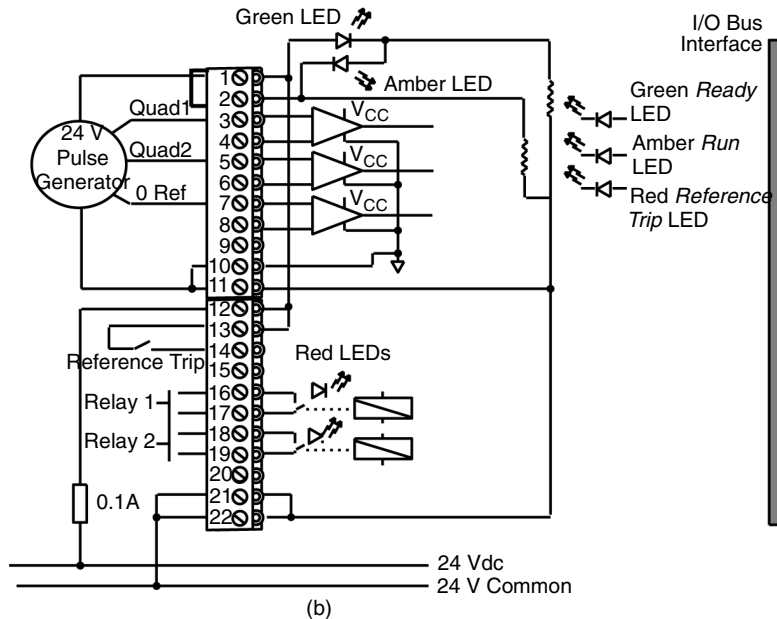 Green LED
I/O Bus
Interface
Amber LED
Green Ready
LED
Amber Run
LED
Red Reference
Trip LED
24 V
Pulse
Generator
Quad1
Quad2
0 Ref
1
2
3
4
5
6
7
8
9
10
11
12
13
14
15
16
17
18
19
20
21
22
VCC
VCC
VCC
Reference Trip
Red LEDs
Relay 1
Relay 2
0.1A
24 Vdc
24 V Common
(b)